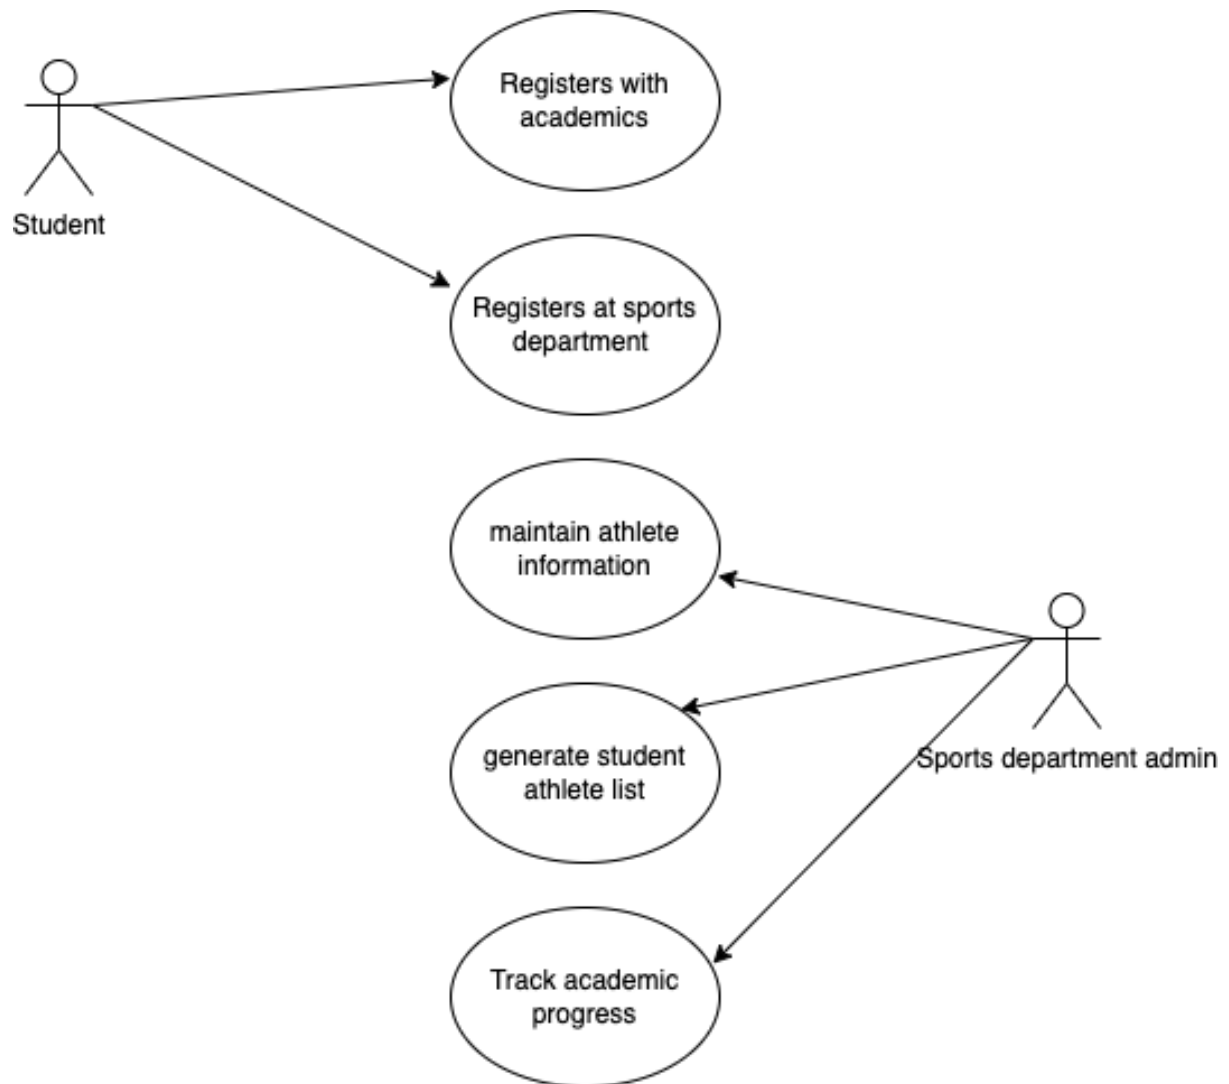 Registers with
academics
Student
Registers at sports
department
maintain athlete
information
generate student
athlete list
Sports department admin
Track academic
progress